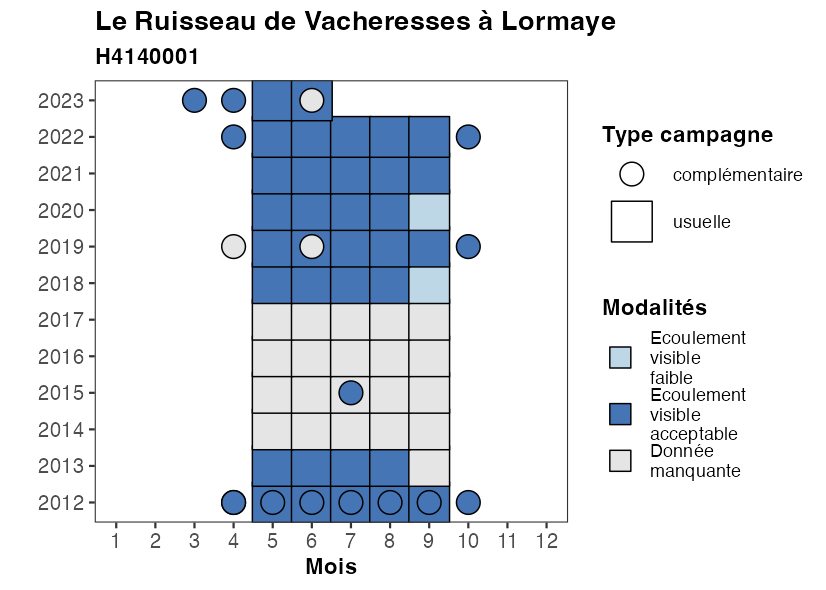 Le Ruisseau de Vacheresses à Lormaye
H4140001
2023
2022
2021
2020
2019
2018
2017
2016
2015
2014
2013
2012
1 2 3 4 5 6 7 8 9 10 11 12
Mois
Type campagne
complémentaire
usuelle
Modalités
Ecoulement
visible
faible
Ecoulement
visible
acceptable
Donnée
manquante